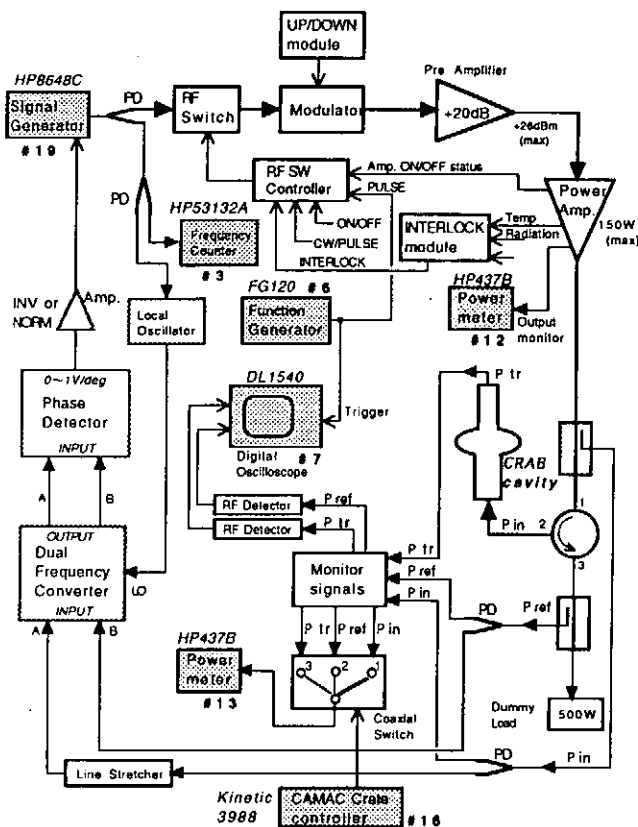 UP/DOWN
module
HP8648C
Signal
Generator
#19
PD
RF
Switch
Modulator
Pre Amplifier
+20dB
+26dBm
(max)
PD
RF SW
Controller
Amp. ON/OFF status
PULSE
ON/OFF
CW/PULSE
INTERLOCK
Power
Amp.
150W
(max)
HP53132A
Frequency
Counter
#3
INTERLOCK
module
Temp
Radiation
INV or
NORM
Amp.
Local
Oscillator
FG120
#6
Function
Generator
HP437B
Power
meter
#12
Output
monitor
0~1V/deg
Phase
Detector
INPUT
A
B
DL1540
Trigger
Digital
Oscilloscope
#7
P tr
CRAB
cavity
P in
1
2
3
RF Detector
P ref
RF Detector
P tr
OUTPUT
Dual
Frequency
Converter
INPUT
LO
A
B
Monitor
signals
P tr
P ref
P in
PD
P ref
P tr
P ref
P in
HP437B
Power
meter
#13
3
2
1
Coaxial
Switch
Dummy
Load
500W
Line Stretcher
PD
P in
Kinetic
3988
CAMAC Crate
controller
#16